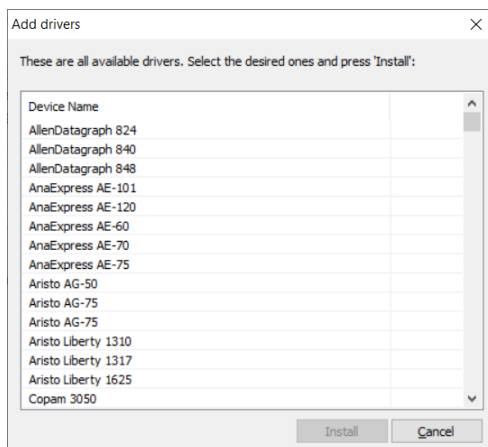 Add drivers
These are all available drivers. Select the desired ones and press 'Install':
Device Name
AllenDatagraph 824
AllenDatagraph 840
AllenDatagraph 848
AnaExpress AE-101
AnaExpress AE-120
AnaExpress AE-60
AnaExpress AE-70
AnaExpress AE-75
Aristo AG-50
Aristo AG-75
Aristo AG-75
Aristo Liberty 1310
Aristo Liberty 1317
Aristo Liberty 1625
Copam 3050
Install Cancel